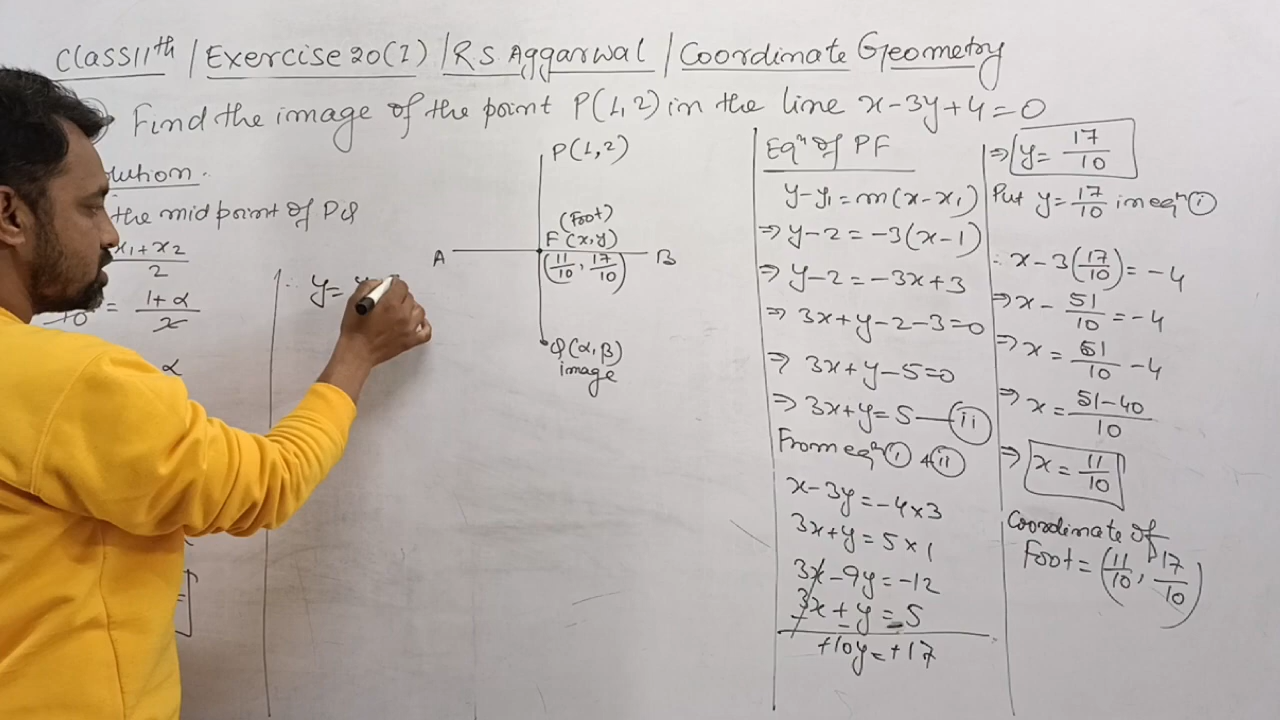 Class 11th / Exercise 20(I) / RS Aggarwal / Coordinate Geometry
Find the image of the point P(1,2) in the line x-3y+4=0
olution.
the mid point of PQ
x₁+x₂
2
10 = 1+α
2
α
∴ y=
P(1,2)
(Foot)
F(x,y)
A B
(11/10, 17/10)
Q(α,β)
image
Eqⁿ of PF
y-y₁=m(x-x₁)
⇒ y-2=-3(x-1)
⇒ y-2=-3x+3
⇒ 3x+y-2-3=0
⇒ 3x+y-5=0
⇒ 3x+y=5 — (ii)
From eqⁿ (i) & (ii)
x-3y=-4×3
3x+y=5×1
3x-9y=-12
3x+y=5
- - -
+10y=+17
⇒ y=17/10
Put y=17/10 in eqⁿ (i)
∴ x-3(17/10)=-4
⇒ x-51/10=-4
⇒ x=51/10-4
⇒ x=51-40/10
⇒ x=11/10
Coordinate of
Foot=(11/10, 17/10)